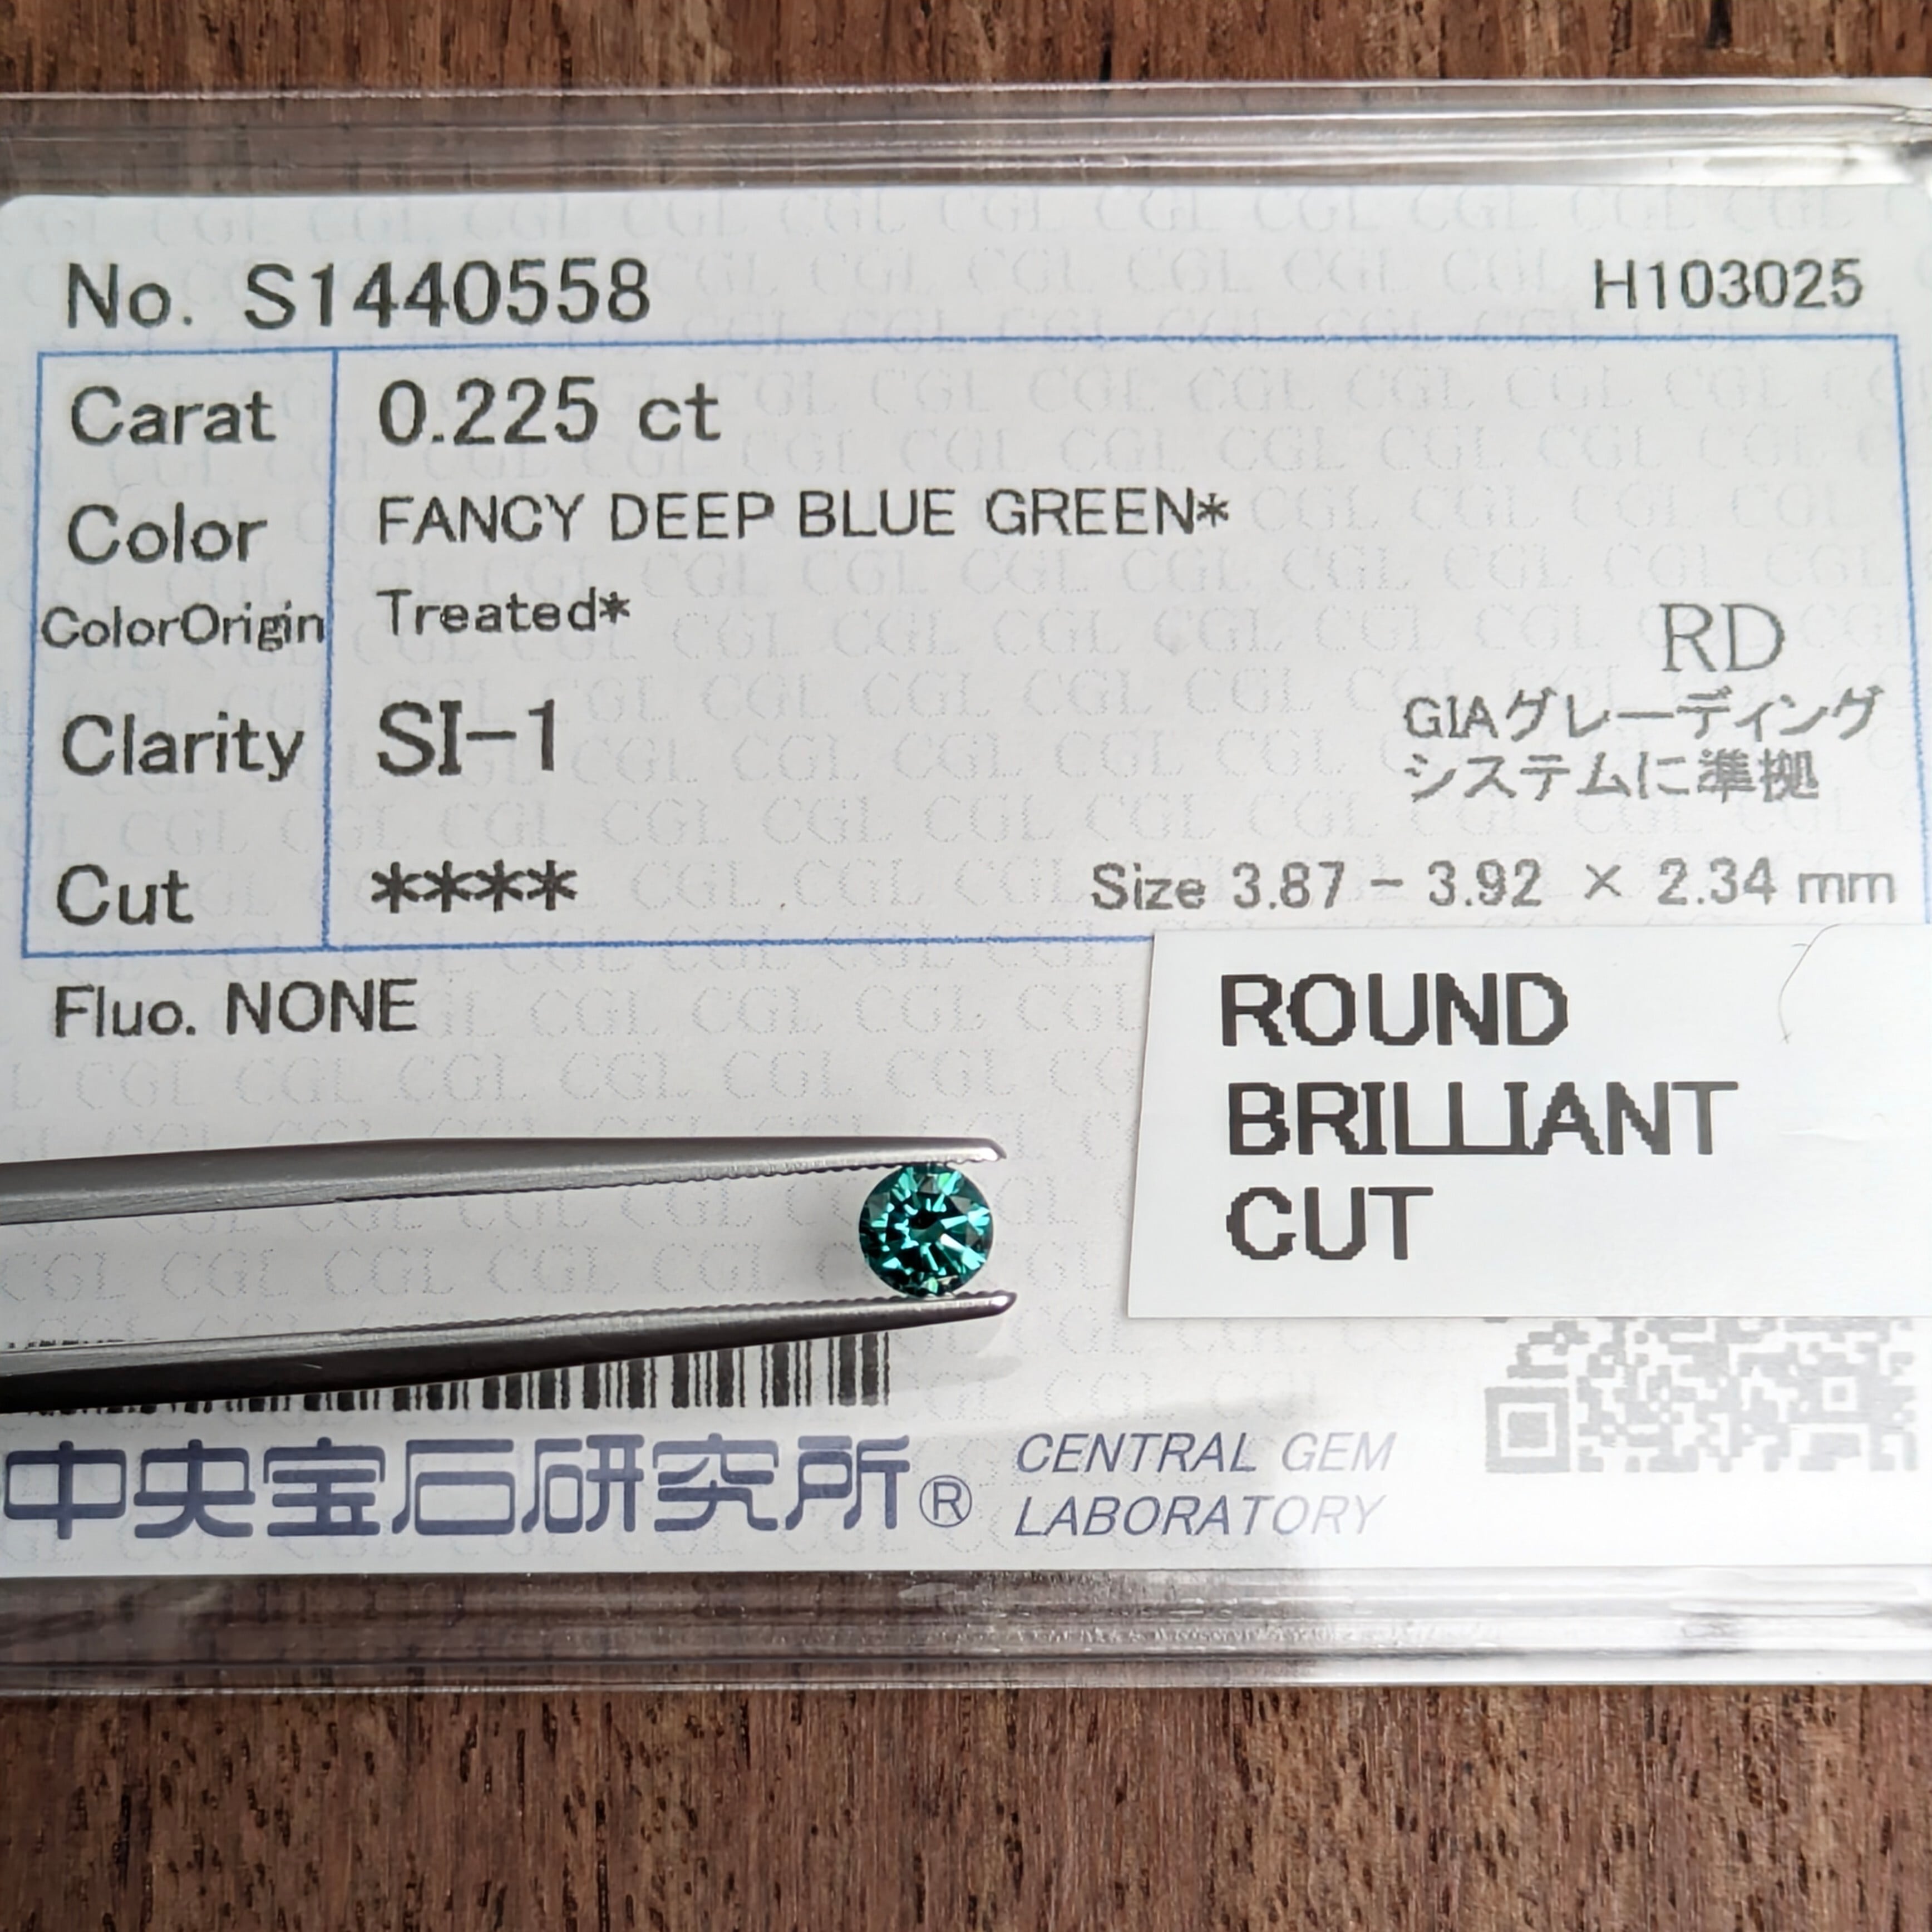 No. S1440558 H103025
Carat 0.225 ct
Color FANCY DEEP BLUE GREEN*
ColorOrigin Treated*
RD
Clarity SI-1
GIAグレーディング
システムに準拠
Cut ****
Size 3.87 - 3.92 × 2.34 mm
Fluo. NONE
ROUND
BRILLIANT
CUT
中央宝石研究所®
CENTRAL GEM
LABORATORY